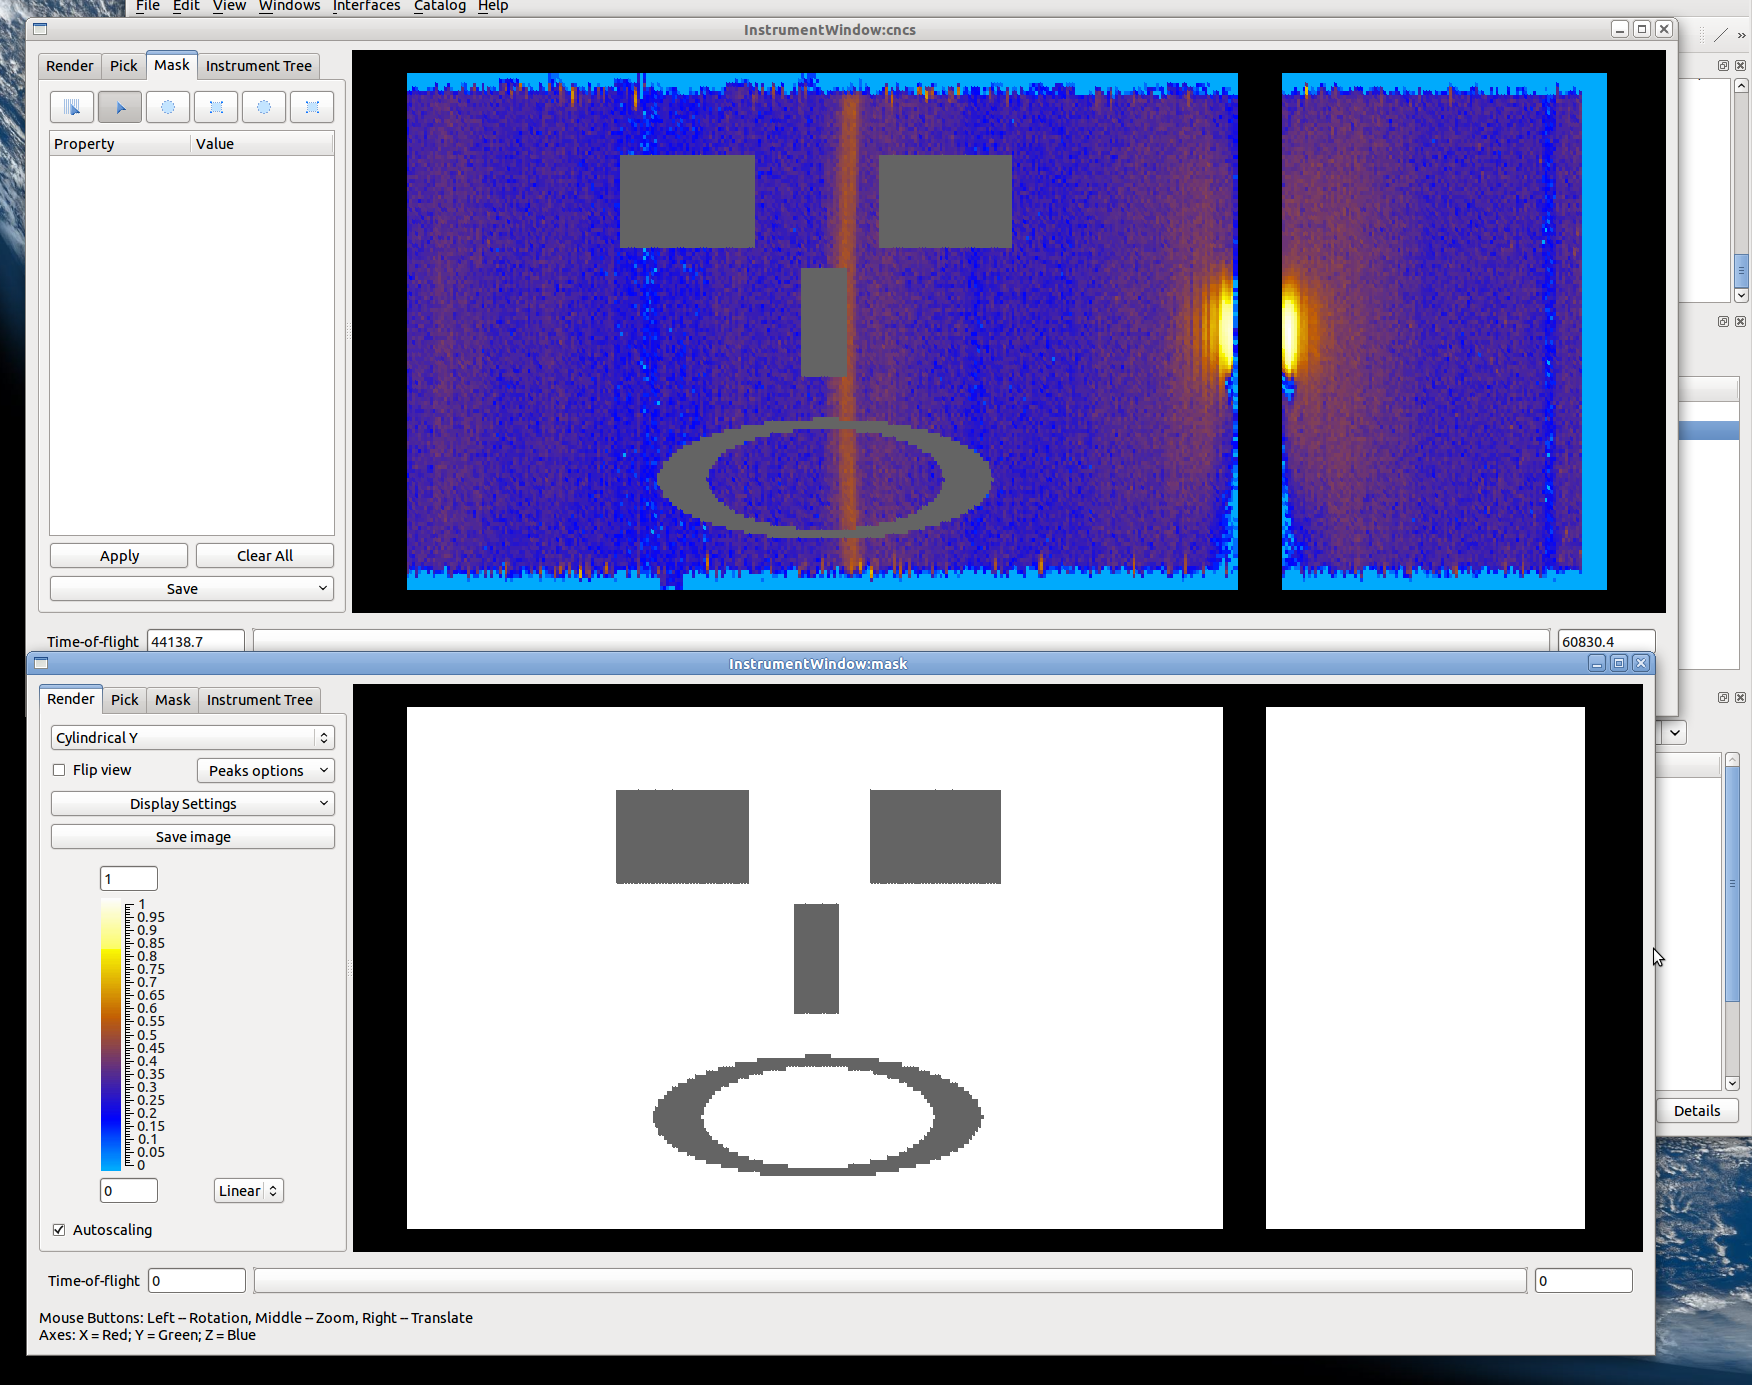 File Edit View Windows Interfaces Catalog Help
InstrumentWindow:cncs
Render Pick Mask Instrument Tree
Property Value
Apply Clear All
Save
Time-of-flight 44138.7 60830.4
InstrumentWindow:mask
Render Pick Mask Instrument Tree
Cylindrical Y
Flip view Peaks options
Display Settings
Save image
1
1
0.95
0.9
0.85
0.8
0.75
0.7
0.65
0.6
0.55
0.5
0.45
0.4
0.35
0.3
0.25
0.2
0.15
0.1
0.05
0
0 Linear
Autoscaling
Time-of-flight 0 0
Mouse Buttons: Left -- Rotation, Middle -- Zoom, Right -- Translate
Axes: X = Red; Y = Green; Z = Blue
Details